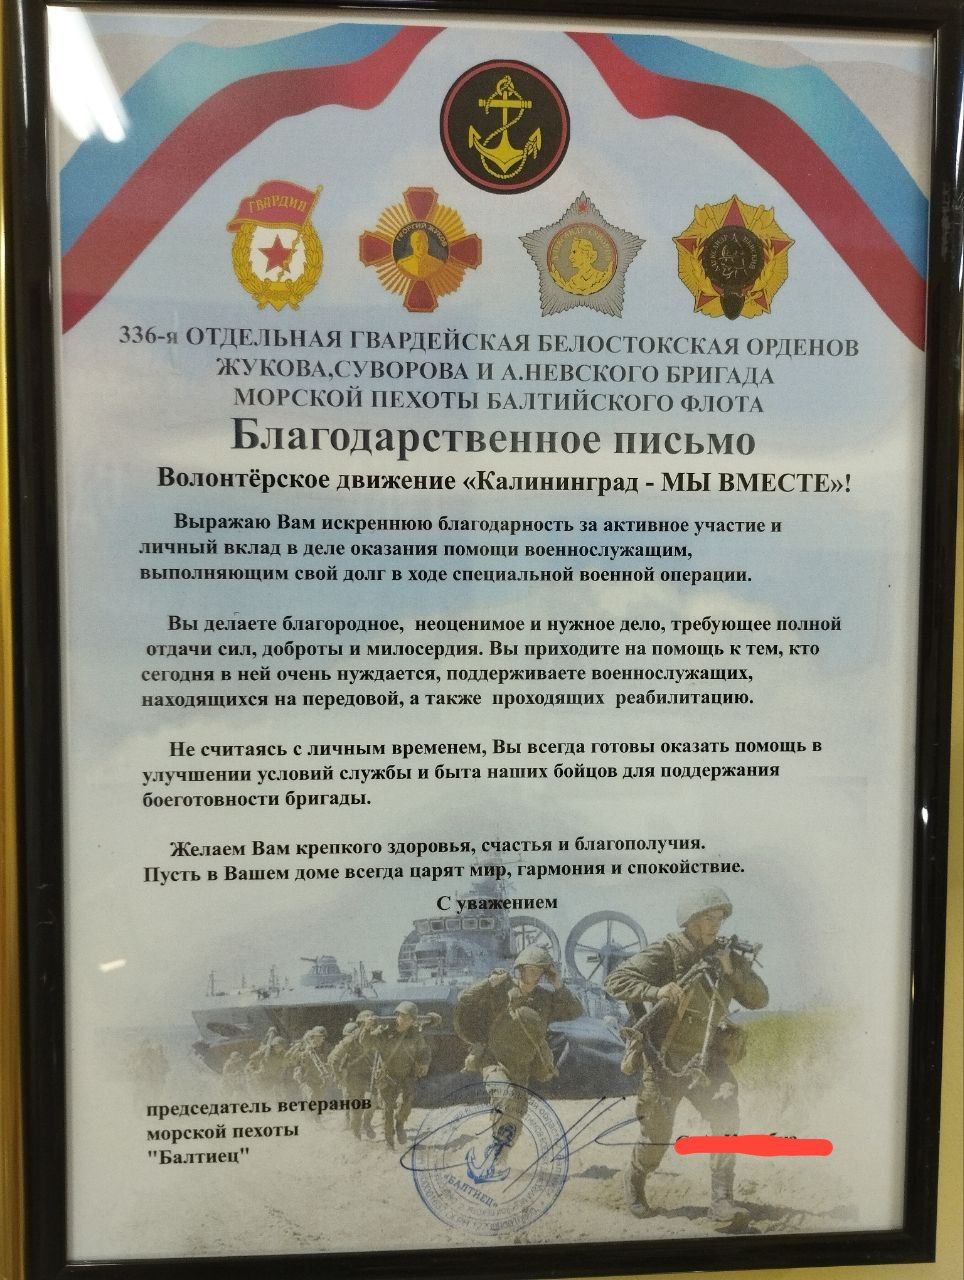 ГВАРДИЯ
ГЕОРГИЙ ЖУКОВ
336-я ОТДЕЛЬНАЯ ГВАРДЕЙСКАЯ БЕЛОСТОКСКАЯ ОРДЕНОВ
ЖУКОВА,СУВОРОВА И А.НЕВСКОГО БРИГАДА
МОРСКОЙ ПЕХОТЫ БАЛТИЙСКОГО ФЛОТА
Благодарственное письмо
Волонтёрское движение «Калининград - МЫ ВМЕСТЕ»!
Выражаю Вам искреннюю благодарность за активное участие и
личный вклад в деле оказания помощи военнослужащим,
выполняющим свой долг в ходе специальной военной операции.
Вы делаете благородное, неоценимое и нужное дело, требующее полной
отдачи сил, доброты и милосердия. Вы приходите на помощь к тем, кто
сегодня в ней очень нуждается, поддерживаете военнослужащих,
находящихся на передовой, а также проходящих реабилитацию.
Не считаясь с личным временем, Вы всегда готовы оказать помощь в
улучшении условий службы и быта наших бойцов для поддержания
боеготовности бригады.
Желаем Вам крепкого здоровья, счастья и благополучия.
Пусть в Вашем доме всегда царят мир, гармония и спокойствие.
С уважением
председатель ветеранов
морской пехоты
"Балтиец"
«БАЛТИЕЦ»